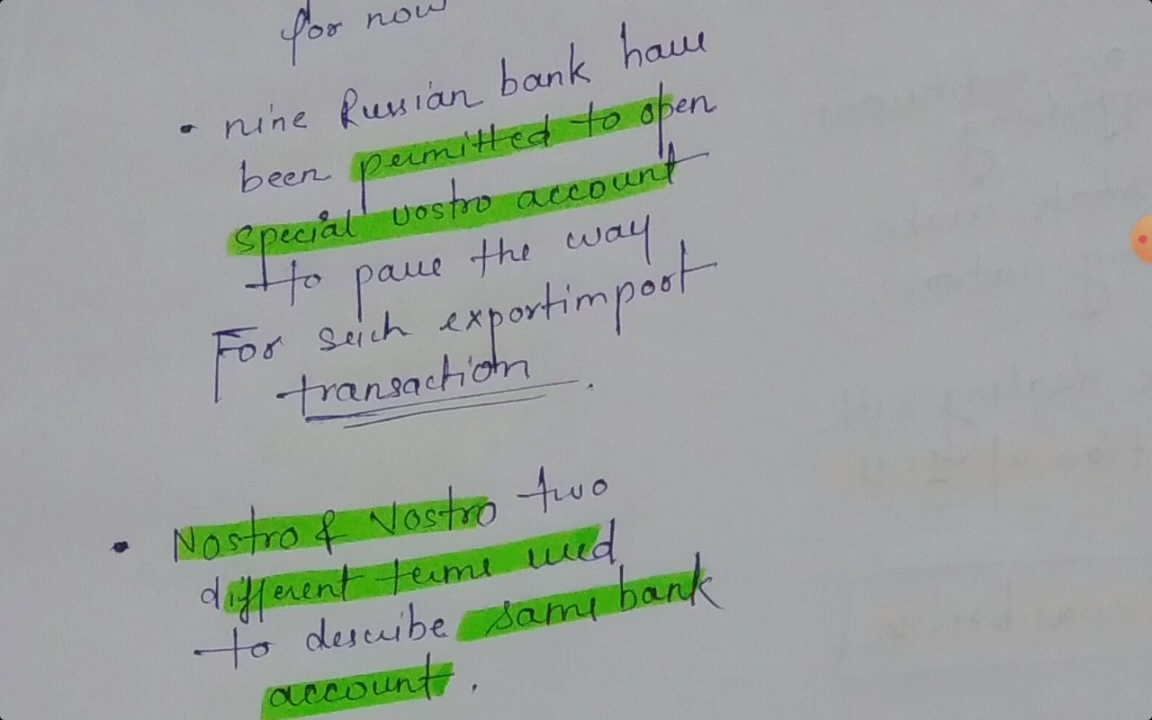 for now
• nine Russian bank have
been permitted to open
special vostro account
to pave the way
For such exportimport
transaction.
• Nostro & Vostro two
different terms used
to describe same bank
account.